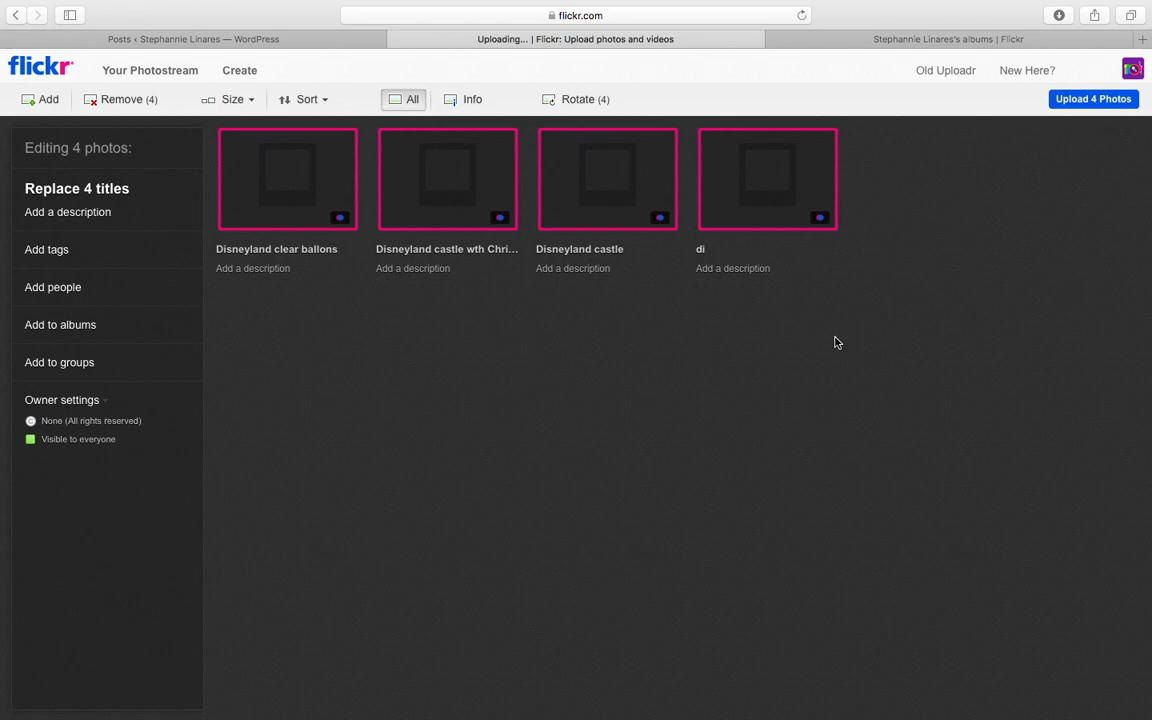 flickr.com
Posts ‹ Stephannie Linares — WordPress
Uploading... | Flickr: Upload photos and videos
Stephannie Linares's albums | Flickr
flickr
Your Photostream
Create
Old Uploadr
New Here?
Add
Remove (4)
Size
Sort
All
Info
Rotate (4)
Upload 4 Photos
Editing 4 photos:
Replace 4 titles
Add a description
Add tags
Add people
Add to albums
Add to groups
Owner settings
None (All rights reserved)
Visible to everyone
Disneyland clear ballons
Add a description
Disneyland castle wth Chri...
Add a description
Disneyland castle
Add a description
di
Add a description